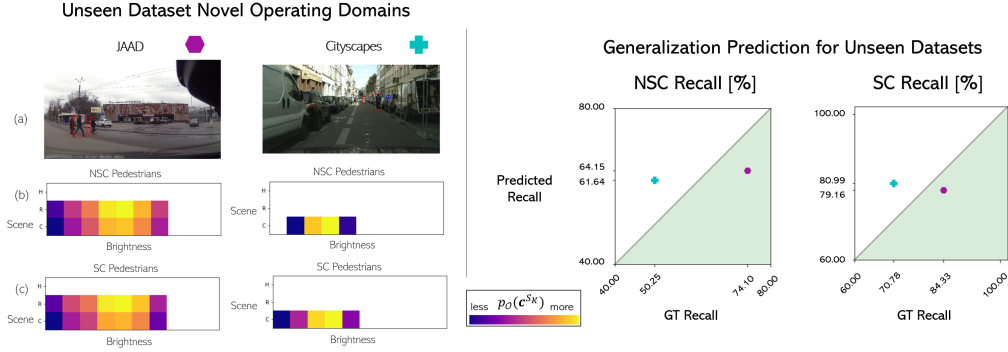 Unseen Dataset Novel Operating Domains
JAAD
Cityscapes
(a)
NSC Pedestrians
NSC Pedestrians
(b)
H
R
C
Scene
Brightness
H
R
C
Scene
Brightness
SC Pedestrians
SC Pedestrians
(c)
H
R
C
Scene
Brightness
H
R
C
Scene
Brightness
less p_O(c^{S_K}) more
Generalization Prediction for Unseen Datasets
NSC Recall [%]
SC Recall [%]
Predicted
Recall
80.00
64.15
61.64
40.00
40.00
50.25
74.10
80.00
GT Recall
100.00
80.99
79.16
60.00
60.00
70.78
84.33
100.00
GT Recall